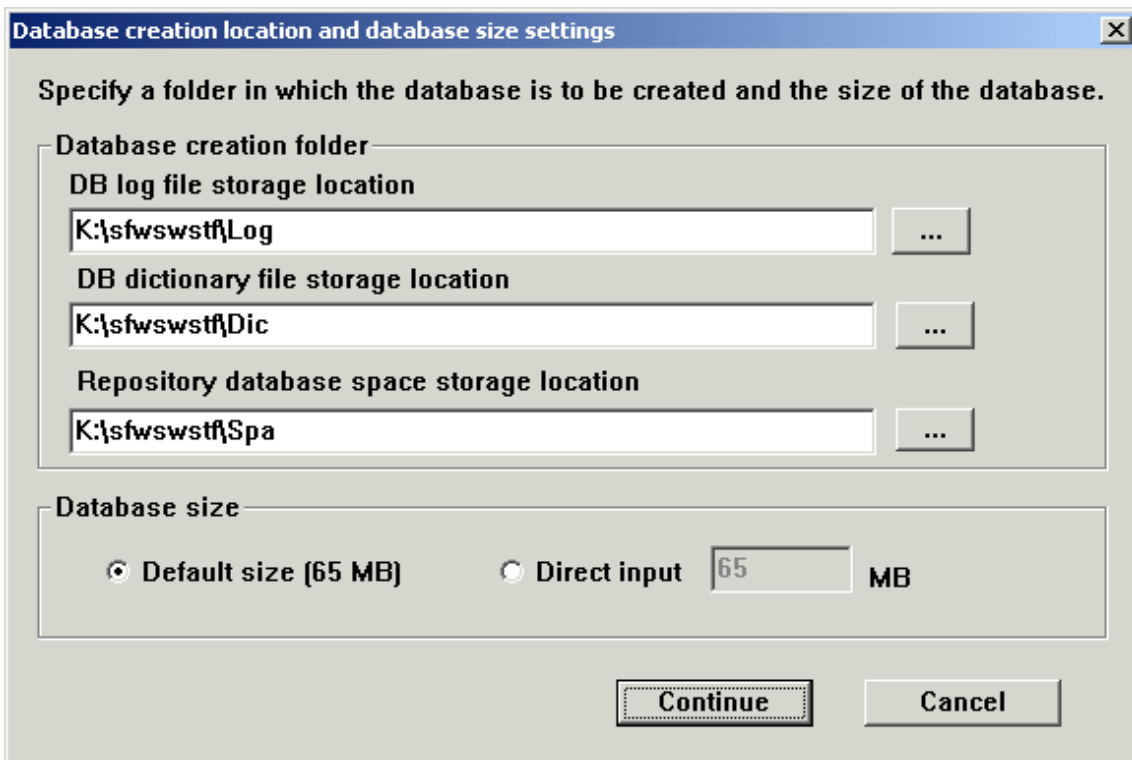 Database creation location and database size settings
Specify a folder in which the database is to be created and the size of the database.
Database creation folder
DB log file storage location
K:\sfwswstf\Log
...
DB dictionary file storage location
K:\sfwswstf\Dic
...
Repository database space storage location
K:\sfwswstf\Spa
...
Database size
Default size (65 MB) Direct input 65 MB
Continue Cancel